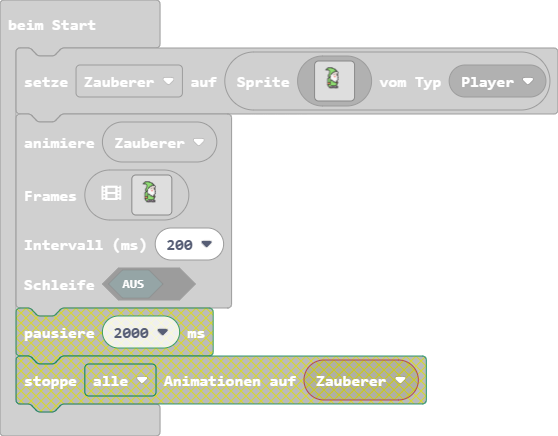 beim Start
setze Zauberer auf Sprite vom Typ Player
animiere Zauberer
Frames
Intervall (ms) 200
Schleife AUS
pausiere 2000 ms
stoppe alle Animationen auf Zauberer